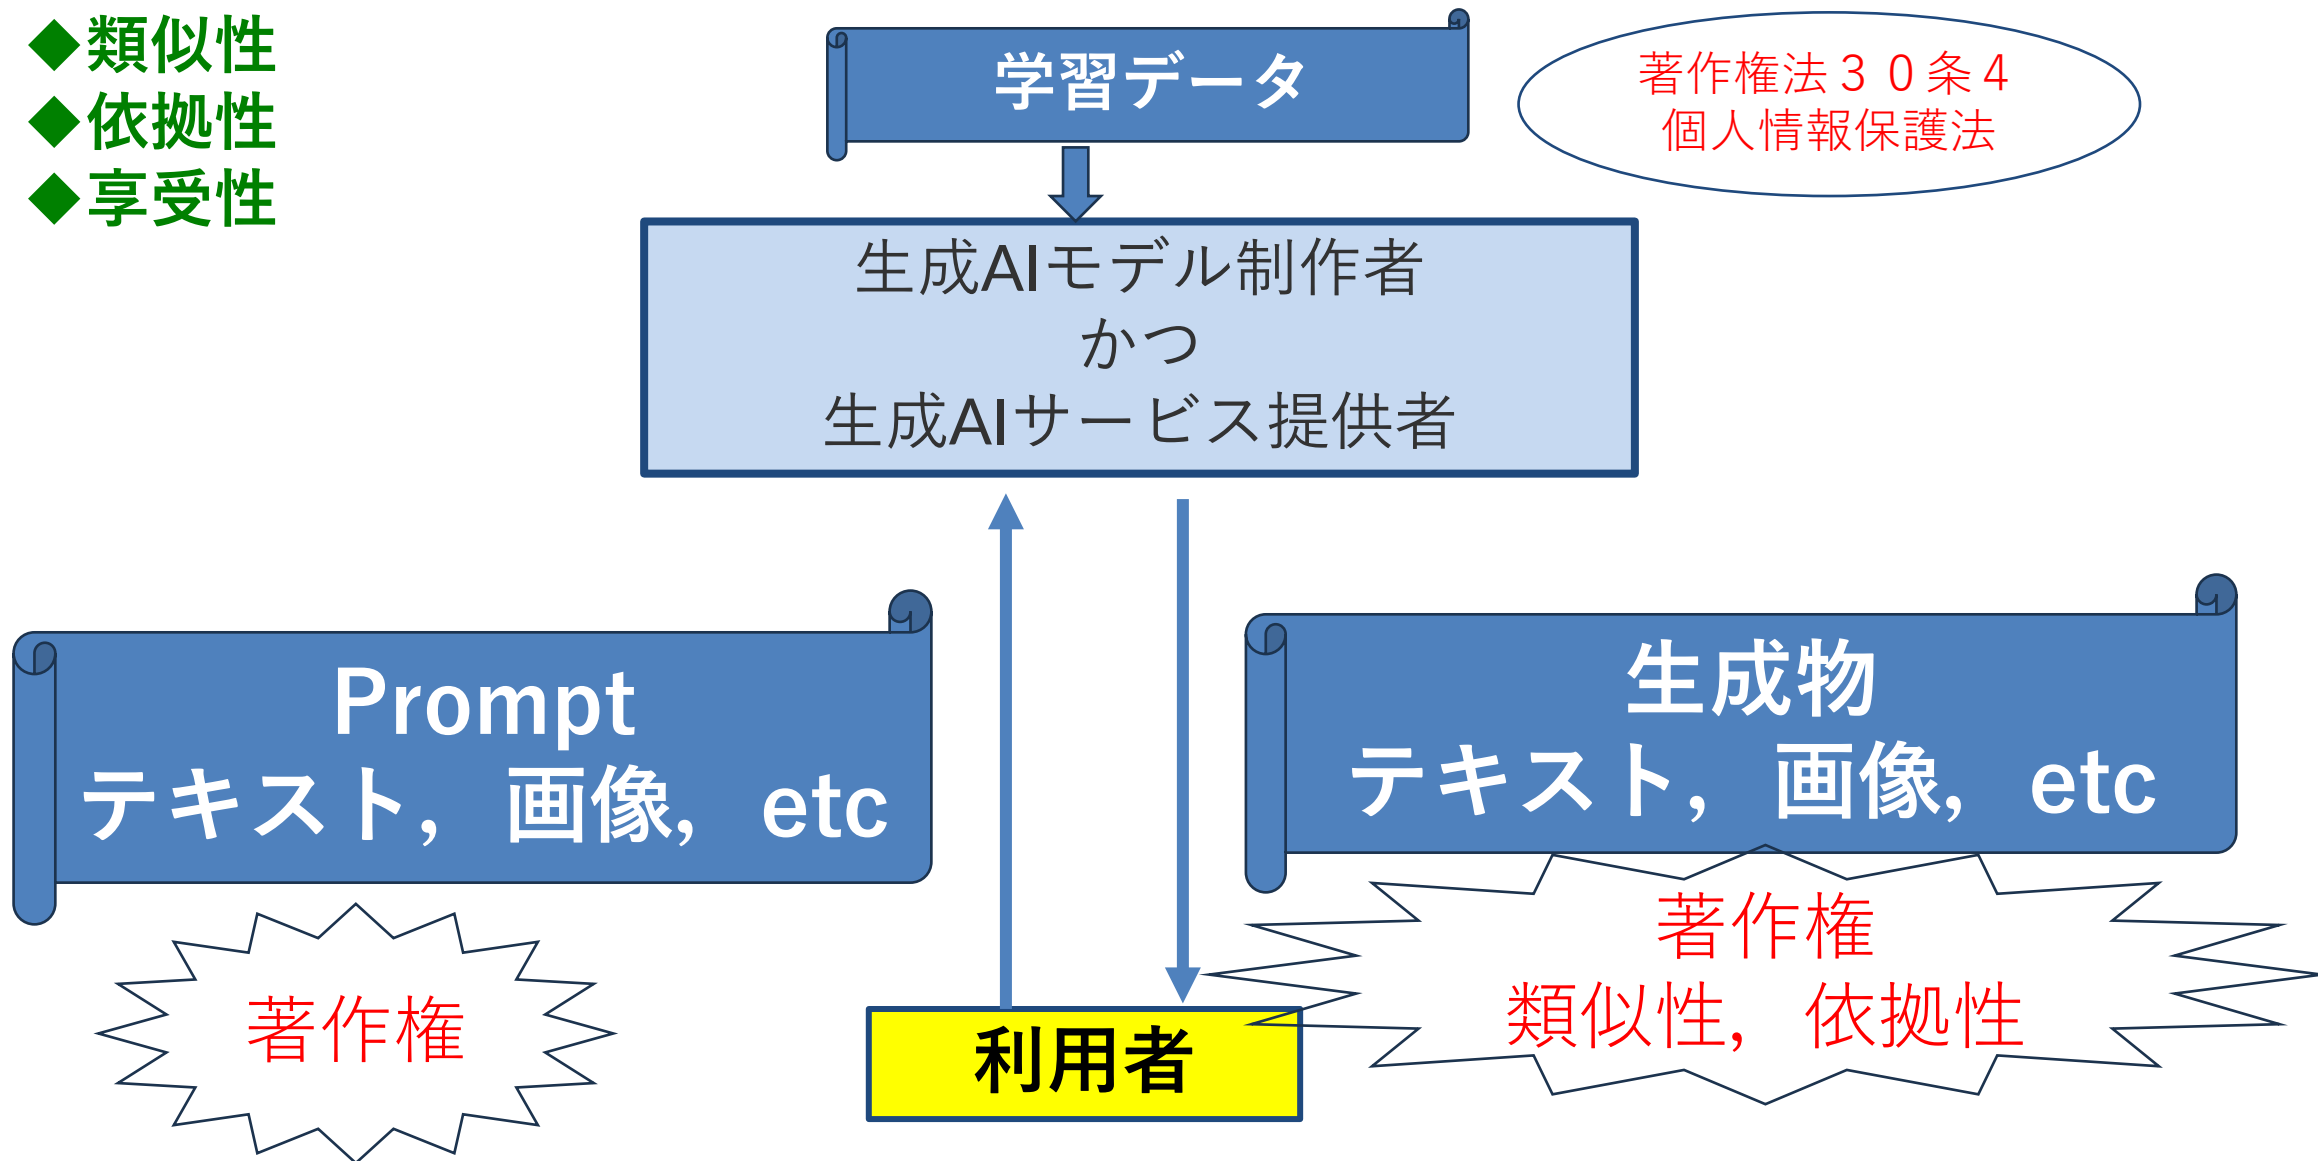 ◆類似性
◆依拠性
◆享受性
学習データ
著作権法３０条４
個人情報保護法
生成AIモデル制作者
かつ
生成AIサービス提供者
Prompt
テキスト，画像，etc
生成物
テキスト，画像，etc
著作権
著作権
類似性，依拠性
利用者